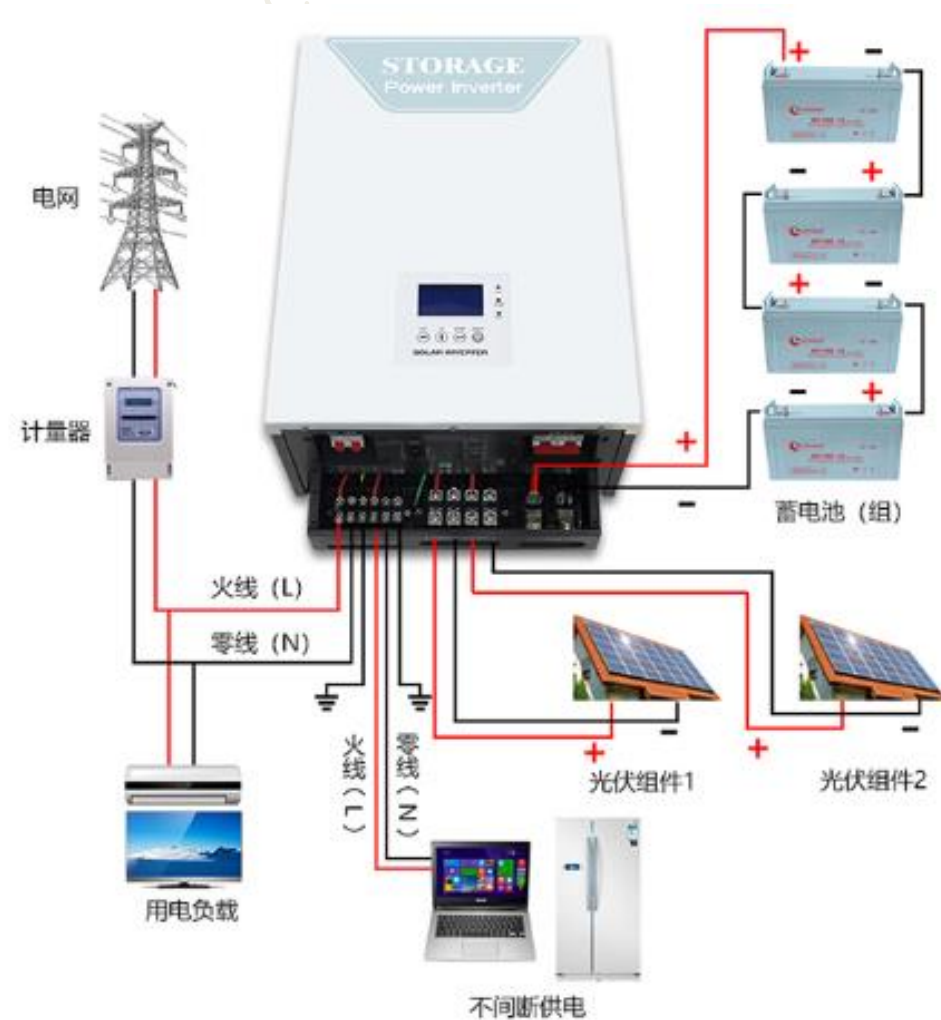 STORAGE
Power Inverter
+
-
电网
-
+
+
-
SOLAR INVERTER
计量器
-
+
+
-
蓄电池（组）
火线（L）
零线（N）
火线（L）
零线（N）
+
-
+
-
光伏组件1
光伏组件2
用电负载
不间断供电